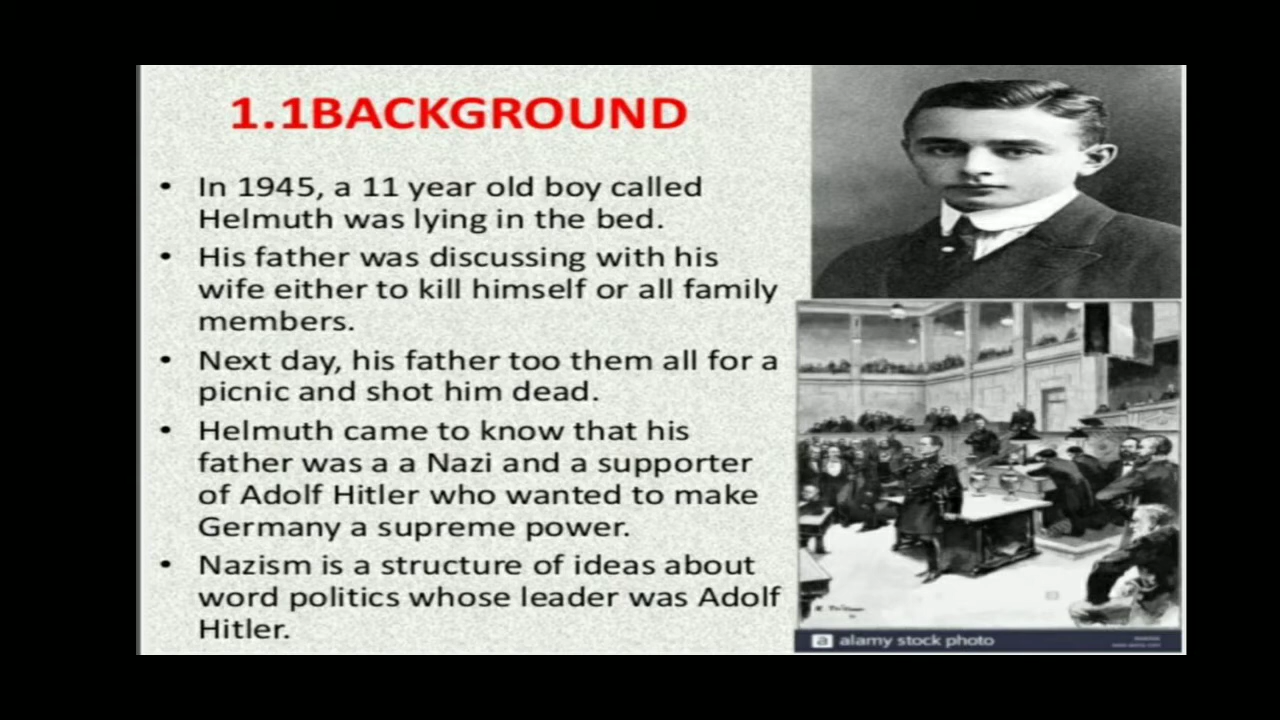 1.1BACKGROUND
• In 1945, a 11 year old boy called
Helmuth was lying in the bed.
• His father was discussing with his
wife either to kill himself or all family
members.
• Next day, his father too them all for a
picnic and shot him dead.
• Helmuth came to know that his
father was a a Nazi and a supporter
of Adolf Hitler who wanted to make
Germany a supreme power.
• Nazism is a structure of ideas about
word politics whose leader was Adolf
Hitler.
a alamy stock photo